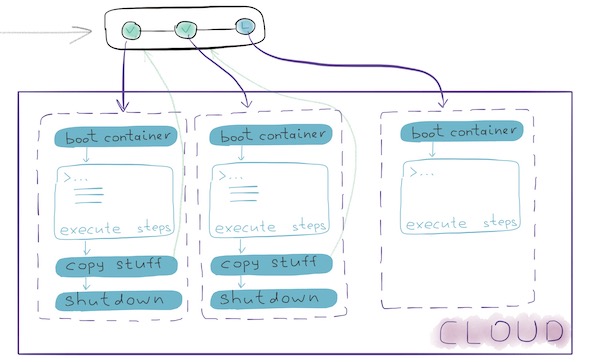 boot container
>...
execute steps
copy stuff
shutdown
boot container
>...
execute steps
copy stuff
shutdown
boot container
>...
execute steps
CLOUD